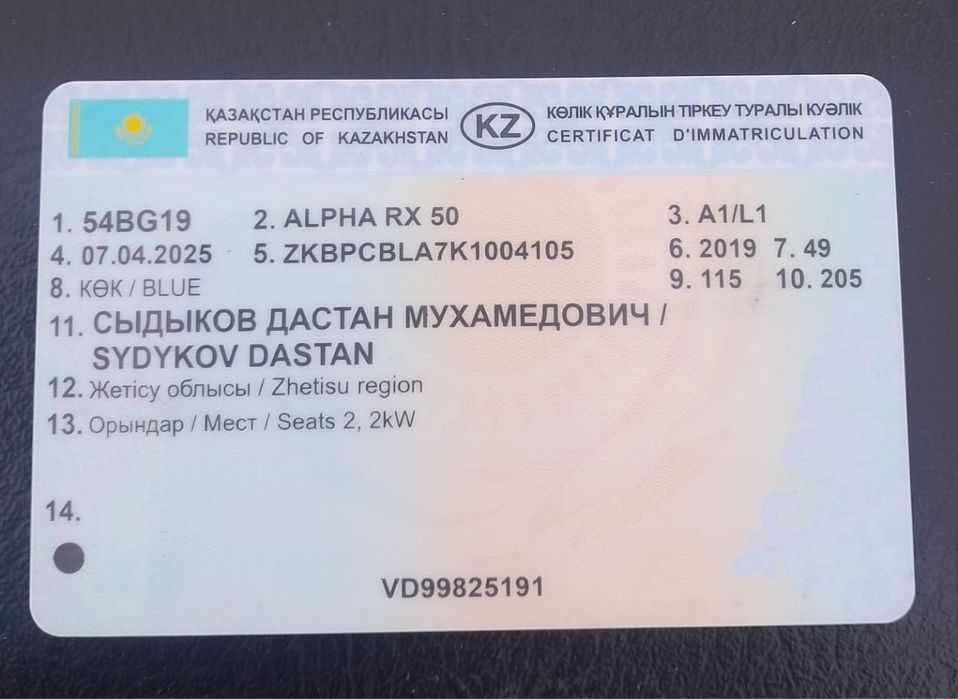 ҚАЗАҚСТАН РЕСПУБЛИКАСЫ
REPUBLIC OF KAZAKHSTAN
KZ
КӨЛІК ҚҰРАЛЫН ТІРКЕУ ТУРАЛЫ КУӘЛІК
CERTIFICAT D'IMMATRICULATION
1. 54BG19 2. ALPHA RX 50 3. A1/L1
4. 07.04.2025 5. ZKBPCBLA7K1004105 6. 2019 7. 49
8. КӨК / BLUE 9. 115 10. 205
11. СЫДЫКОВ ДАСТАН МУХАМЕДОВИЧ /
SYDYKOV DASTAN
12. Жетісу облысы / Zhetisu region
13. Орындар / Мест / Seats 2, 2kW
14.
VD99825191